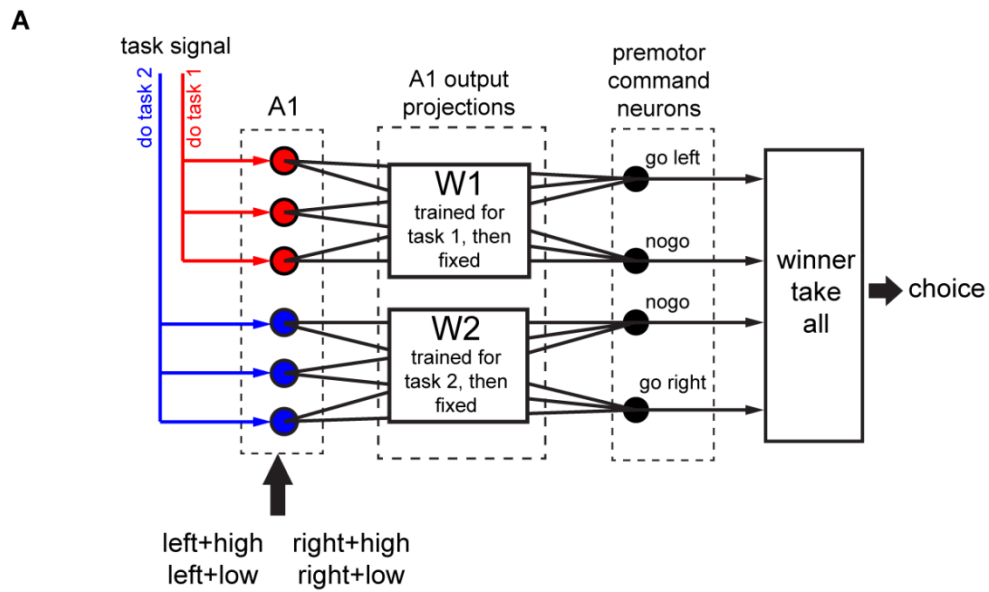 A
task signal
do task 2
do task 1
A1
A1 output
projections
premotor
command
neurons
W1
trained for
task 1, then
fixed
W2
trained for
task 2, then
fixed
go left
nogo
nogo
go right
winner
take
all
choice
left+high
left+low
right+high
right+low